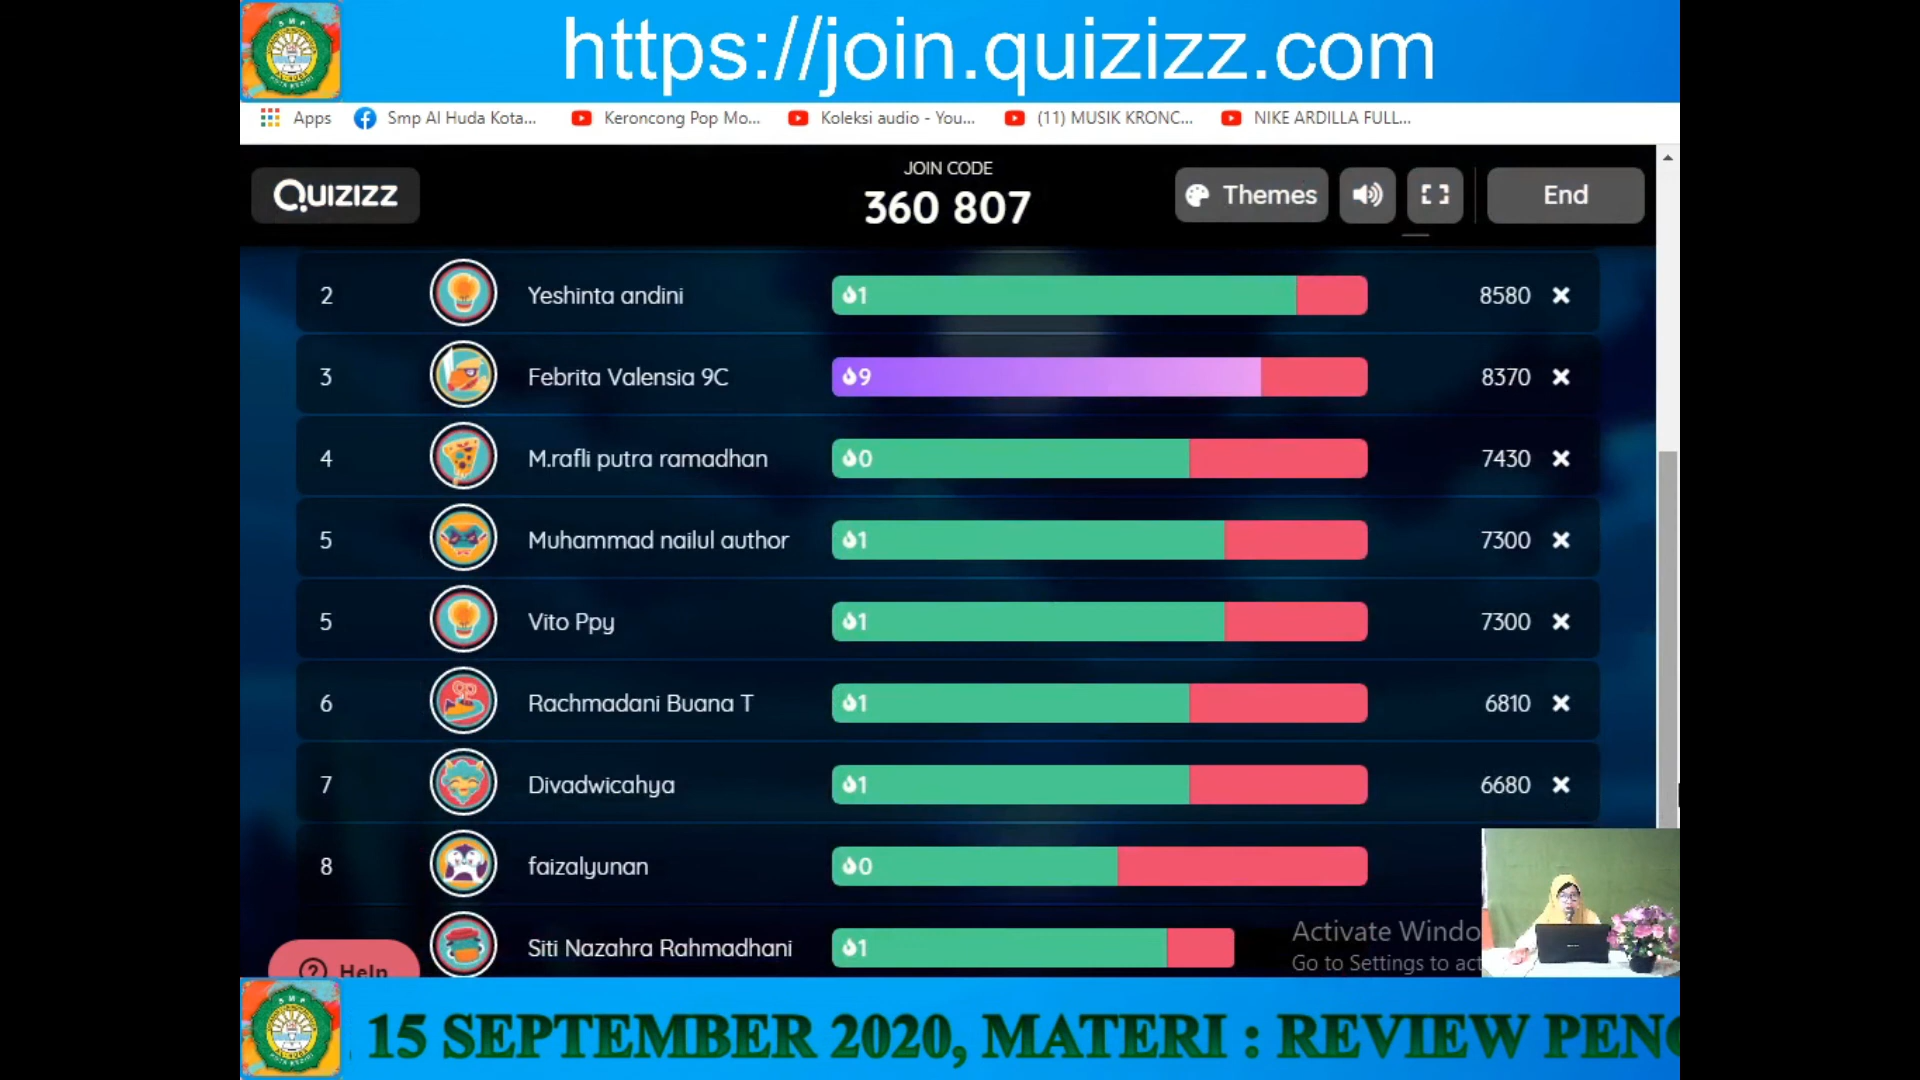 https://join.quizizz.com
Apps Smp Al Huda Kota... Keroncong Pop Mo... Koleksi audio - You... (11) MUSIK KRONC... NIKE ARDILLA FULL...
QUIZIZZ
JOIN CODE
360 807
Themes
End
2 Yeshinta andini 1 8580
3 Febrita Valensia 9C 9 8370
4 M.rafli putra ramadhan 0 7430
5 Muhammad nailul author 1 7300
5 Vito Ppy 1 7300
6 Rachmadani Buana T 1 6810
7 Divadwicahya 1 6680
8 faizalyunan 0
Siti Nazahra Rahmadhani 1
Activate Windo
Go to Settings to act
? Help
15 SEPTEMBER 2020, MATERI : REVIEW PENG